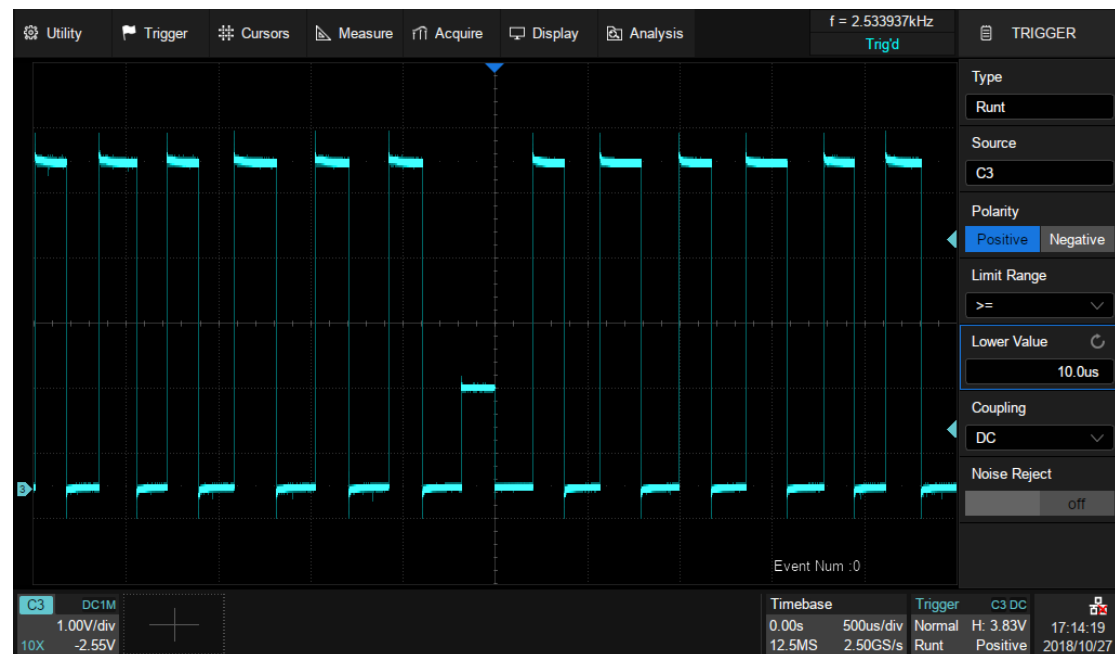 Utility Trigger Cursors Measure Acquire Display Analysis
f = 2.533937kHz
Trig'd
TRIGGER
Type
Runt
Source
C3
Polarity
Positive Negative
Limit Range
>=
Lower Value
10.0us
Coupling
DC
Noise Reject
off
3
Event Num :0
C3 DC1M
1.00V/div
10X -2.55V
Timebase
0.00s 500us/div
12.5MS 2.50GS/s
Trigger C3 DC
Normal H: 3.83V
Runt Positive
17:14:19
2018/10/27